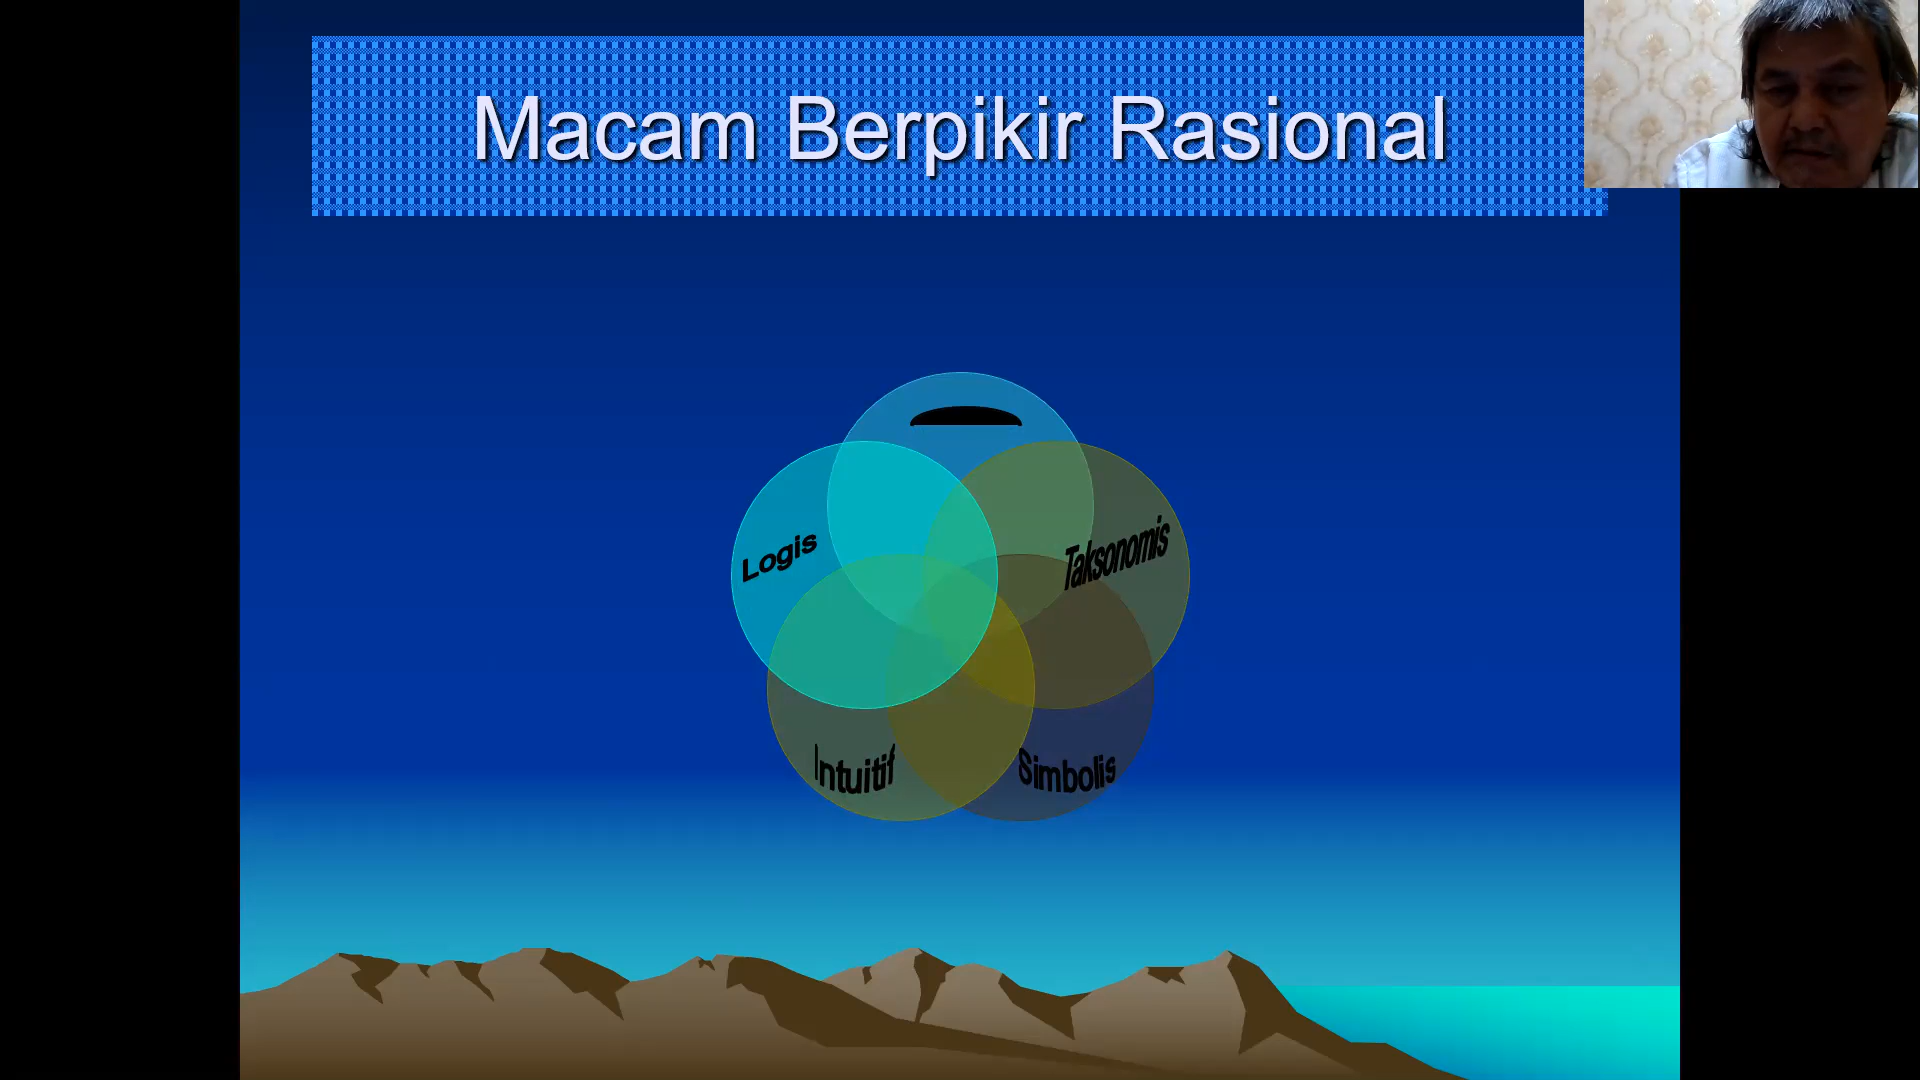 Macam Berpikir Rasional
Logis
Taksonomis
Intuitif
Simbolis